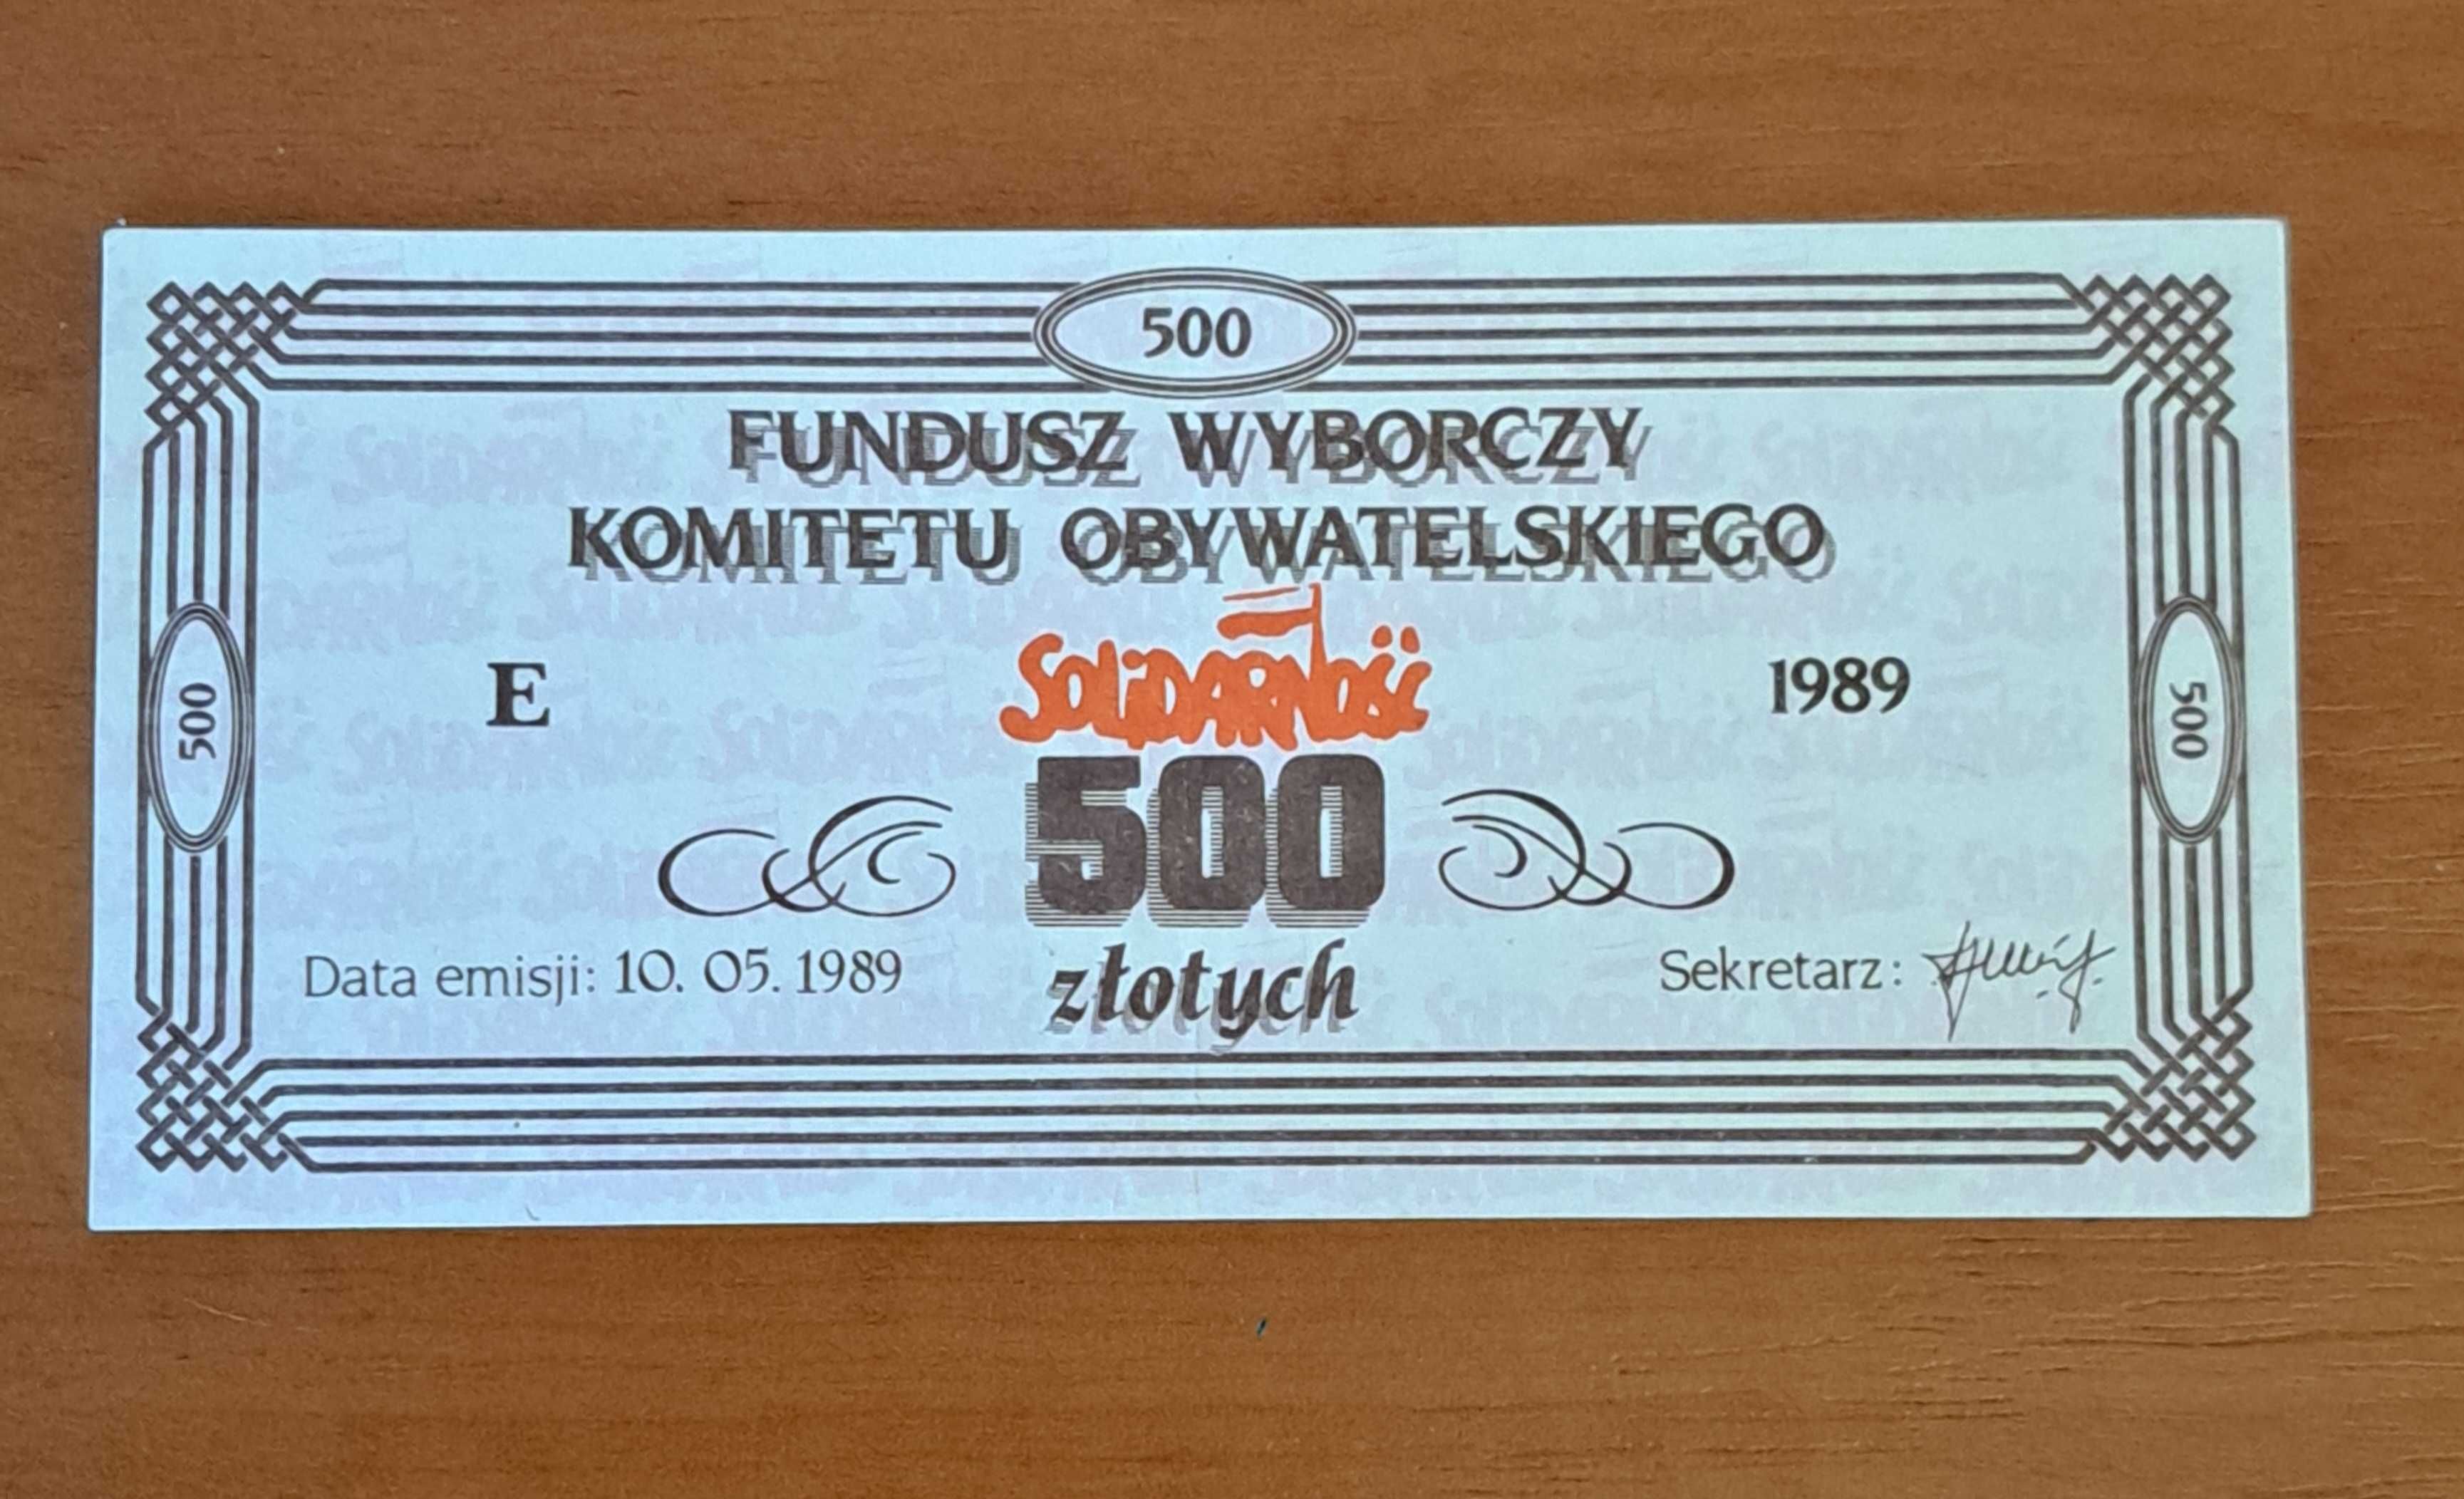 500
FUNDUSZ WYBORCZY
KOMITETU OBYWATELSKIEGO
SOLiDARNOŚĆ
E
1989
500
500
500
złotych
Data emisji: 10. 05. 1989
Sekretarz: